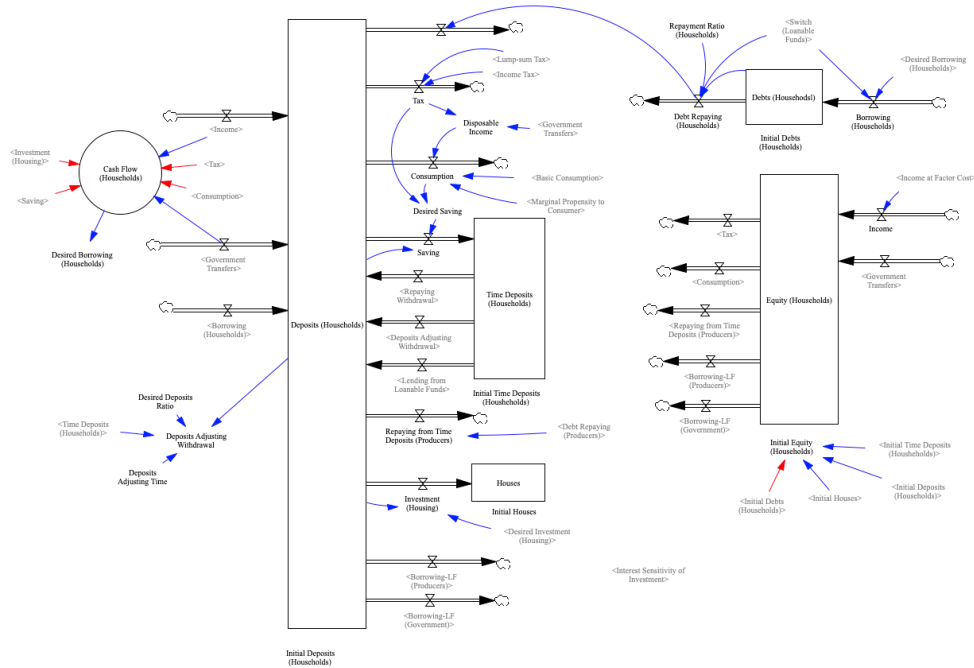 Repayment Ratio
(Households)
<Switch
(Loanable
Funds)>
<Desired Borrowing
(Households)>
<Lump-sum Tax>
<Income Tax>
Tax
Debts (Househodsl)
Debt Repaying
(Households)
Borrowing
(Households)
Initial Debts
(Households)
<Income>
Disposable
Income
<Government
Transfers>
<Investment
(Housing)>
Cash Flow
(Households)
<Tax>
<Consumption>
<Saving>
Consumption
<Basic Consumption>
<Marginal Propensity to
Consumer>
Desired Saving
Saving
Desired Borrowing
(Households)
<Government
Transfers>
<Borrowing
(Households)>
Deposits (Households)
<Repaying
Withdrawal>
<Deposits Adjusting
Withdrawal>
<Lending from
Loanable Funds>
Time Deposits
(Households)
Initial Time Deposits
(Househeholds)
<Income at Factor Cost>
Income
<Government
Transfers>
<Tax>
<Consumption>
<Repaying from Time
Deposits (Producers)>
<Borrowing-LF
(Producers)>
<Borrowing-LF
(Government)>
Equity (Households)
Desired Deposits
Ratio
<Time Deposits
(Households)>
Deposits Adjusting
Withdrawal
Deposits
Adjusting Time
Repaying from Time
Deposits (Producers)
<Debt Repaying
(Producers)>
Initial Equity
(Households)
<Initial Time Deposits
(Househeholds)>
<Initial Deposits
(Households)>
<Initial Houses>
<Initial Debts
(Households)>
Houses
Investment
(Housing)
Initial Houses
<Desired Investment
(Housing)>
<Borrowing-LF
(Producers)>
<Borrowing-LF
(Government)>
<Interest Sensitivity of
Investment>
Initial Deposits
(Households)